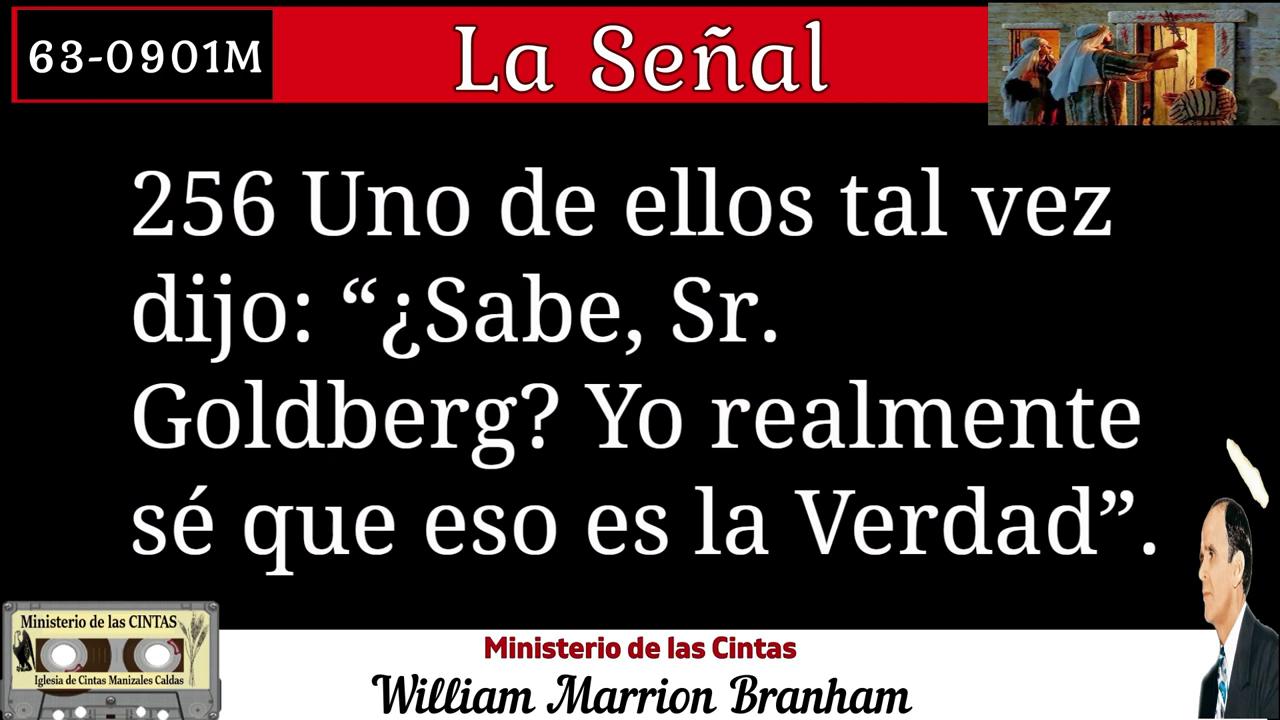 63-0901M
La Señal
256 Uno de ellos tal vez
dijo: “¿Sabe, Sr.
Goldberg? Yo realmente
sé que eso es la Verdad”.
Ministerio de las CINTAS
Iglesia de Cintas Manizales Caldas
Ministerio de las Cintas
William Marrion Branham